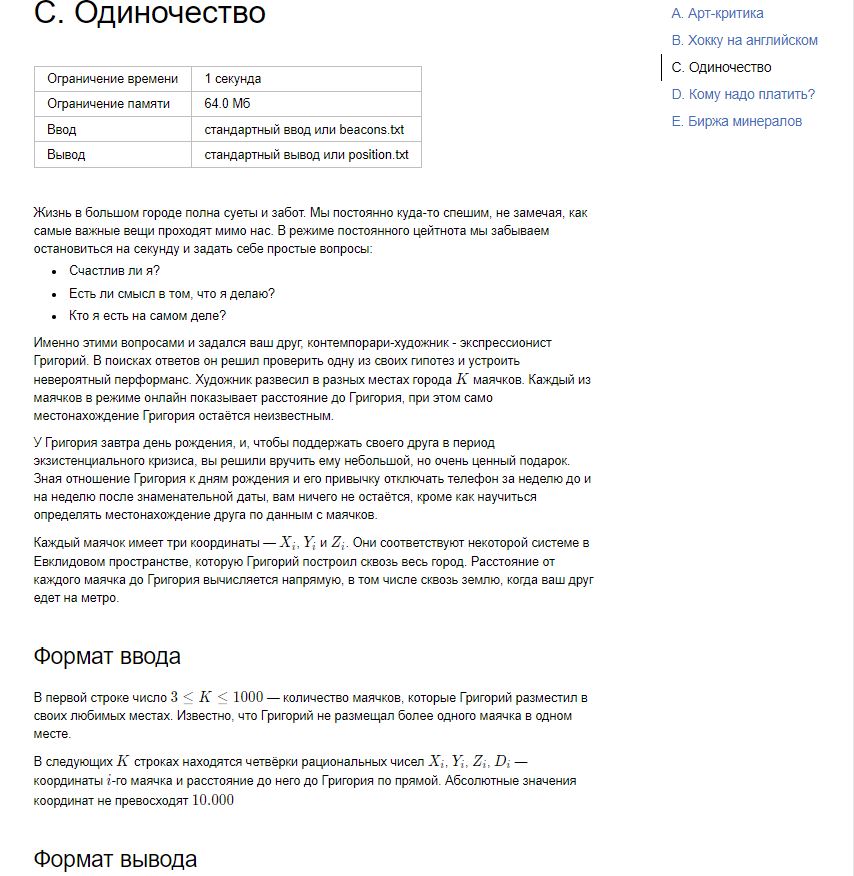 C. Одиночество
Ограничение времени 1 секунда
Ограничение памяти 64.0 Мб
Ввод стандартный ввод или beacons.txt
Вывод стандартный вывод или position.txt
Жизнь в большом городе полна суеты и забот. Мы постоянно куда-то спешим, не замечая, как
самые важные вещи проходят мимо нас. В режиме постоянного цейтнота мы забываем
остановиться на секунду и задать себе простые вопросы:
• Счастлив ли я?
• Есть ли смысл в том, что я делаю?
• Кто я есть на самом деле?
Именно этими вопросами и задался ваш друг, контемпорари-художник - экспрессионист
Григорий. В поисках ответов он решил проверить одну из своих гипотез и устроить
невероятный перформанс. Художник развесил в разных местах города K маячков. Каждый из
маячков в режиме онлайн показывает расстояние до Григория, при этом само
местонахождение Григория остаётся неизвестным.
У Григория завтра день рождения, и, чтобы поддержать своего друга в период
экзистенциального кризиса, вы решили вручить ему небольшой, но очень ценный подарок.
Зная отношение Григория к дням рождения и его привычку отключать телефон за неделю до и
на неделю после знаменательной даты, вам ничего не остаётся, кроме как научиться
определять местонахождение друга по данным с маячков.
Каждый маячок имеет три координаты — Xi, Yi и Zi. Они соответствуют некоторой системе в
Евклидовом пространстве, которую Григорий построил сквозь весь город. Расстояние от
каждого маячка до Григория вычисляется напрямую, в том числе сквозь землю, когда ваш друг
едет на метро.
Формат ввода
В первой строке число 3 ≤ K ≤ 1000 — количество маячков, которые Григорий разместил в
своих любимых местах. Известно, что Григорий не размещал более одного маячка в одном
месте.
В следующих K строках находятся четвёрки рациональных чисел Xi, Yi, Zi, Di —
координаты i-го маячка и расстояние до него до Григория по прямой. Абсолютные значения
координат не превосходят 10.000
Формат вывода
A. Арт-критика
B. Хокку на английском
C. Одиночество
D. Кому надо платить?
E. Биржа минералов